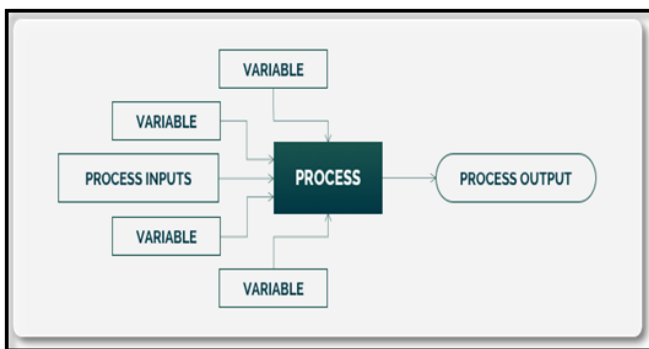 VARIABLE
VARIABLE
PROCESS INPUTS
PROCESS
PROCESS OUTPUT
VARIABLE
VARIABLE